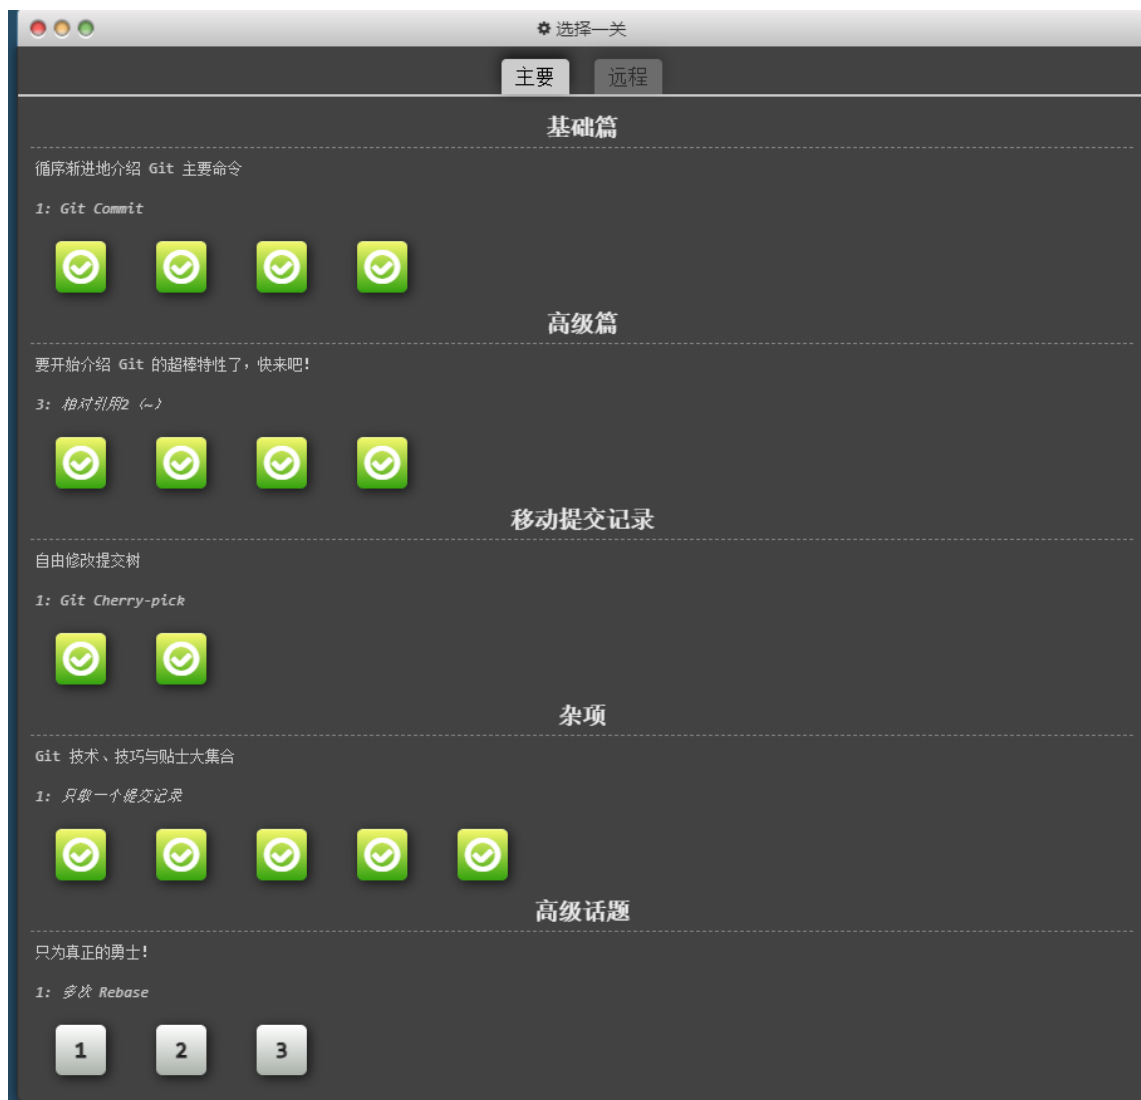 选择一关
主要 远程
基础篇
循序渐进地介绍 Git 主要命令
1: Git Commit
高级篇
要开始介绍 Git 的超棒特性了，快来吧!
3: 相对引用2（~）
移动提交记录
自由修改提交树
1: Git Cherry-pick
杂项
Git 技术、技巧与贴士大集合
1: 只取一个提交记录
高级话题
只为真正的勇士!
1: 多次 Rebase
1 2 3